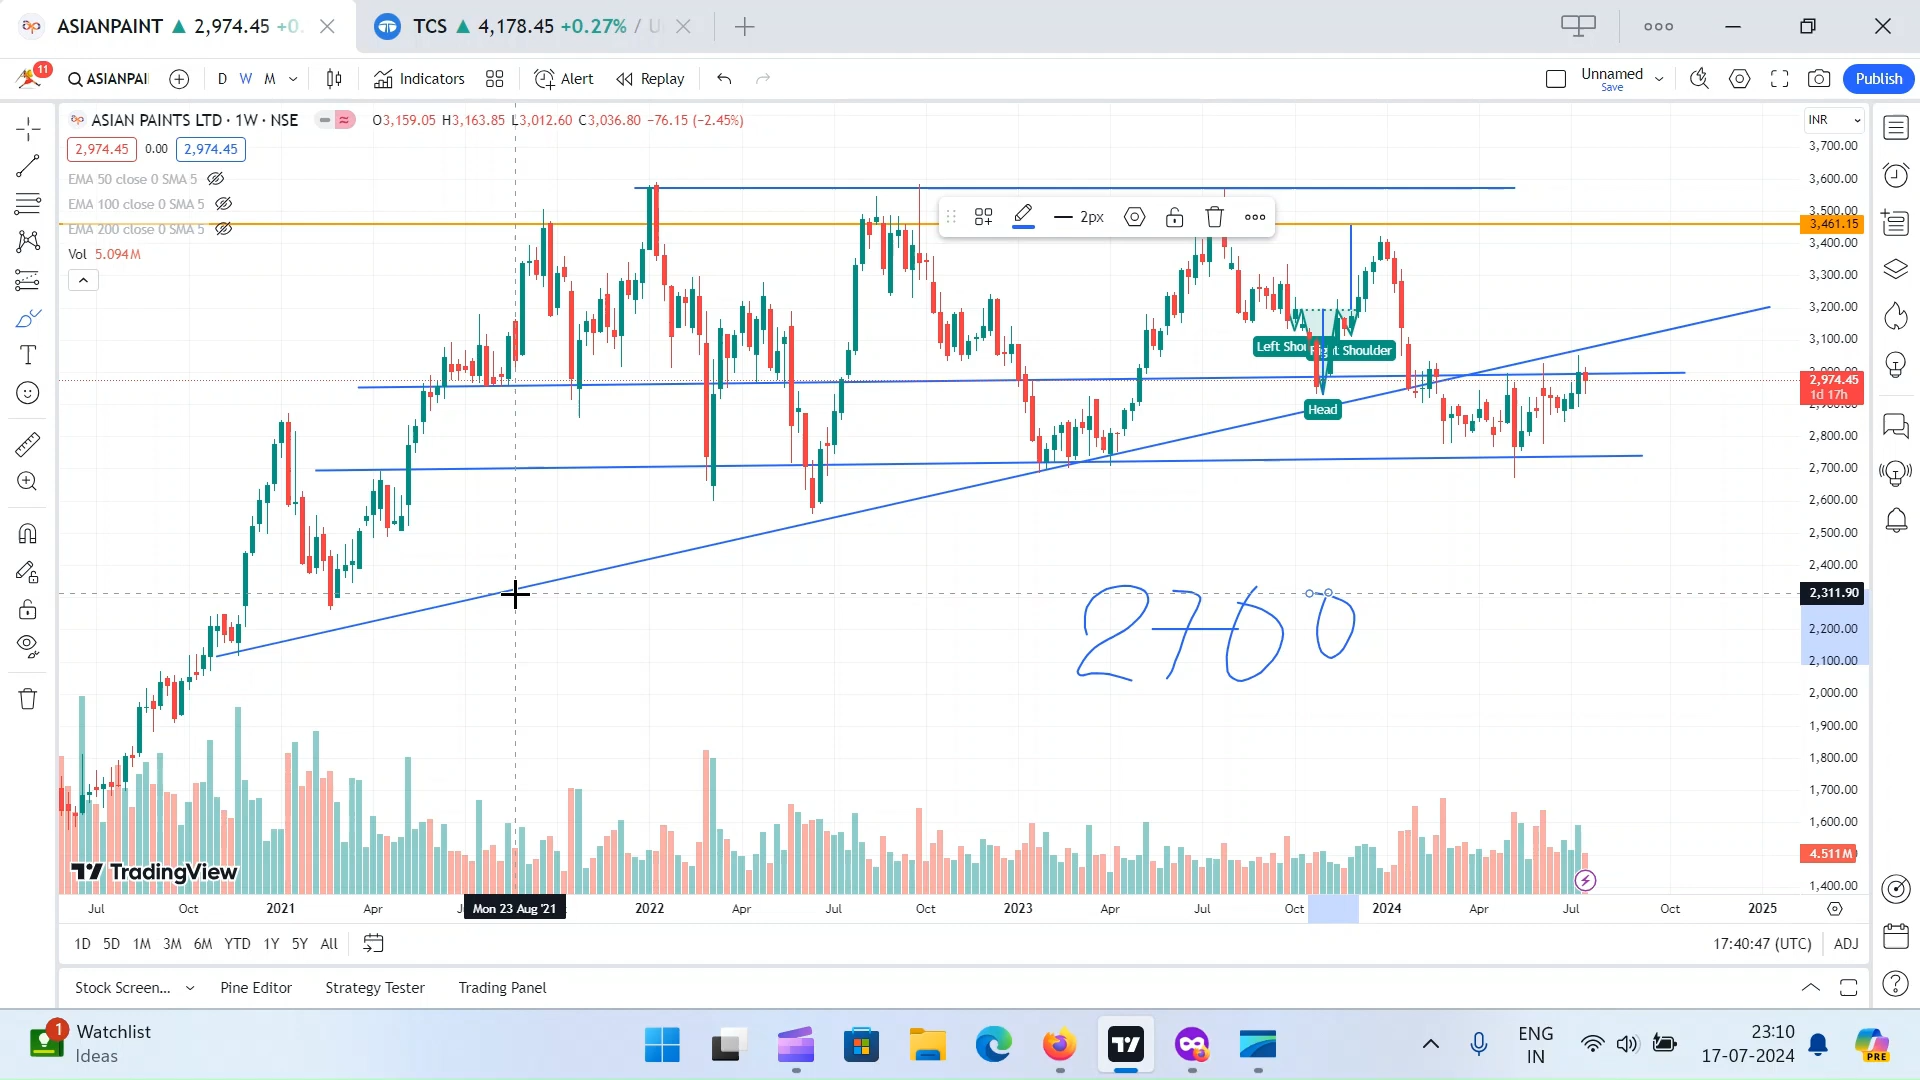 ASIANPAINT ▲ 2,974.45 +0.
TCS ▲ 4,178.45 +0.27% / U
11
ASIANPAI
D W M
Indicators
Alert
Replay
Unnamed
Save
Publish
ASIAN PAINTS LTD · 1W · NSE
O3,159.05 H3,163.85 L3,012.60 C3,036.80 −76.15 (−2.45%)
INR
2,974.45 0.00 2,974.45
EMA 50 close 0 SMA 5
EMA 100 close 0 SMA 5
EMA 200 close 0 SMA 5
Vol 5.094M
2px
3,700.00
3,600.00
3,500.00
3,461.15
3,400.00
3,300.00
3,200.00
3,100.00
2,974.45
1d 17h
2,800.00
2,700.00
2,600.00
2,500.00
2,400.00
2,311.90
2,200.00
2,100.00
2,000.00
1,900.00
1,800.00
1,700.00
1,600.00
4.511M
1,400.00
Left Shou
Right Shoulder
Head
2700
TradingView
Jul Oct 2021 Apr Mon 23 Aug '21 2022 Apr Jul Oct 2023 Apr Jul Oct 2024 Apr Jul Oct 2025
1D 5D 1M 3M 6M YTD 1Y 5Y All
17:40:47 (UTC) ADJ
Stock Screen... Pine Editor Strategy Tester Trading Panel
1
Watchlist
Ideas
ENG
IN
23:10
17-07-2024
PRE